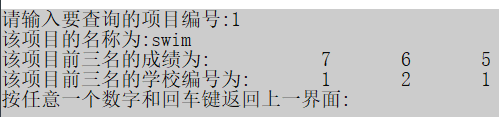 请输入要查询的项目编号:1
该项目的名称为:swim
该项目前三名的成绩为: 7 6 5
该项目前三名的学校编号为: 1 2 1
按任意一个数字和回车键返回上一界面: